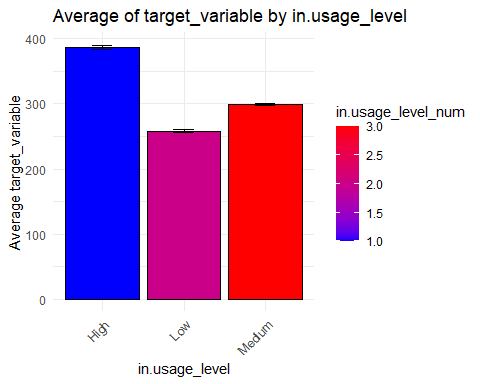 Average of target_variable by in.usage_level
Average target_variable
400
300
200
100
0
High
Low
Medium
in.usage_level
in.usage_level_num
3.0
2.5
2.0
1.5
1.0